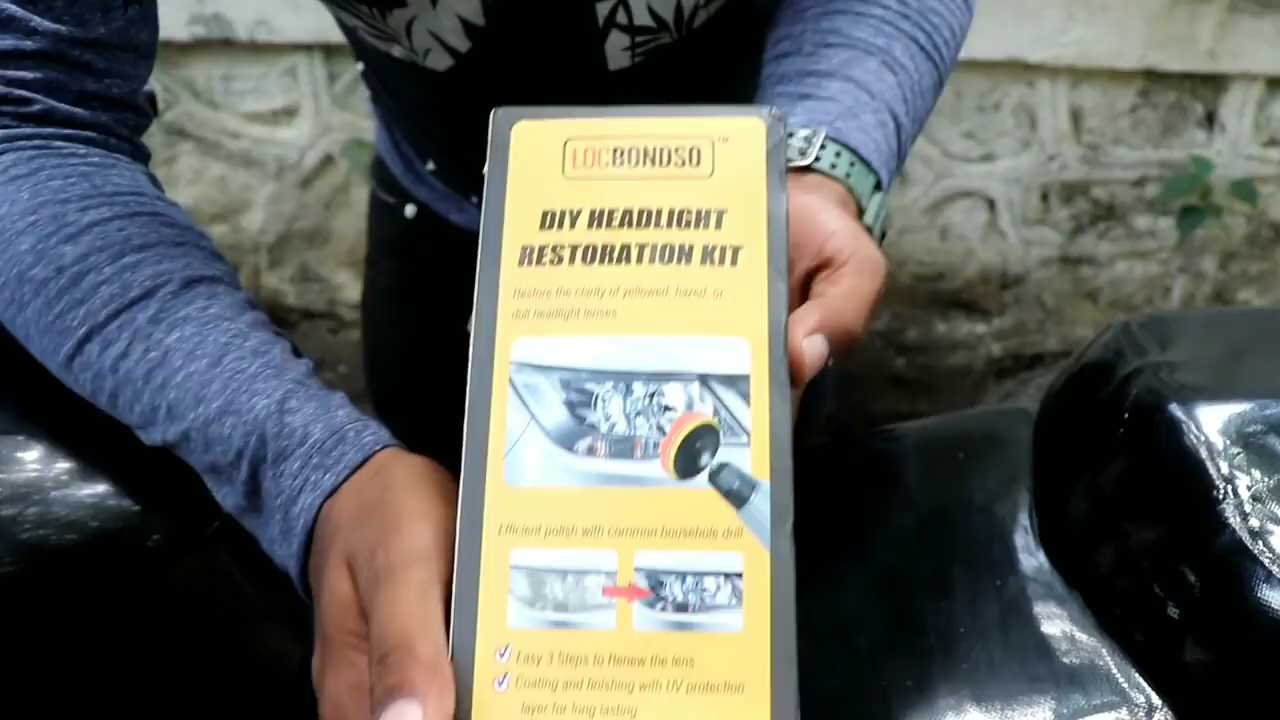 LOCBONDSO™
DIY HEADLIGHT
RESTORATION KIT
Restore the clarity of yellowed, hazed, or
dull headlight lenses
Efficient polish with common household drill
Easy 3 Steps to Renew the lens
Coating and finishing with UV protection
layer for long lasting